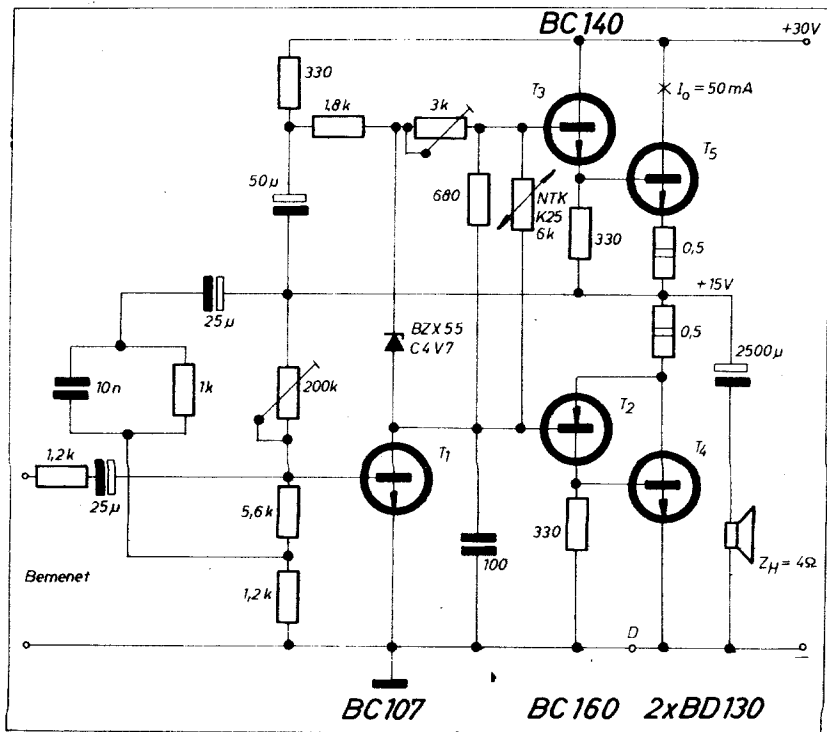 BC140
+30V
330
1,8k
3k
T3
I₀ = 50mA
T5
50µ
680
NTK
K25
6k
330
0,5
+15V
25µ
0,5
BZX55
C4V7
2500µ
10n
1k
200k
T2
T1
T4
1,2k
25µ
5,6k
330
100
Z_H = 4Ω
Bemenet
1,2k
D
BC107
BC160
2xBD130